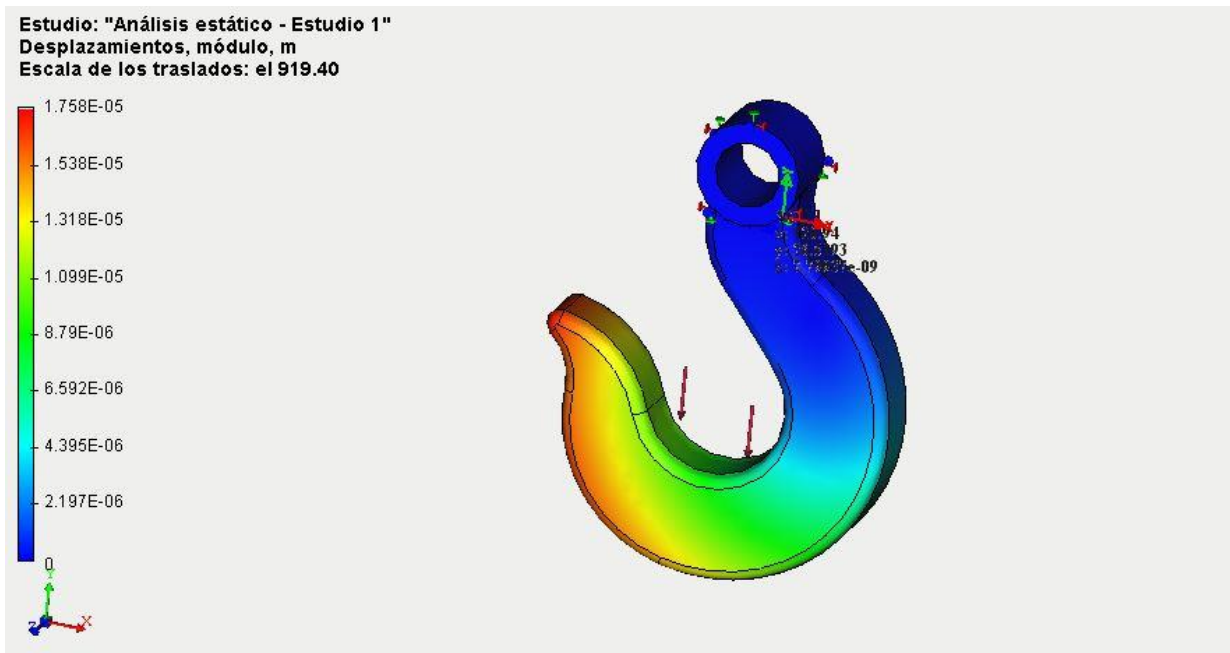 Estudio: "Análisis estático - Estudio 1"
Desplazamientos, módulo, m
Escala de los traslados: el 919.40
1.758E-05
1.538E-05
1.318E-05
1.099E-05
8.79E-06
6.592E-06
4.395E-06
2.197E-06
0
Y
X
Z
Y
X